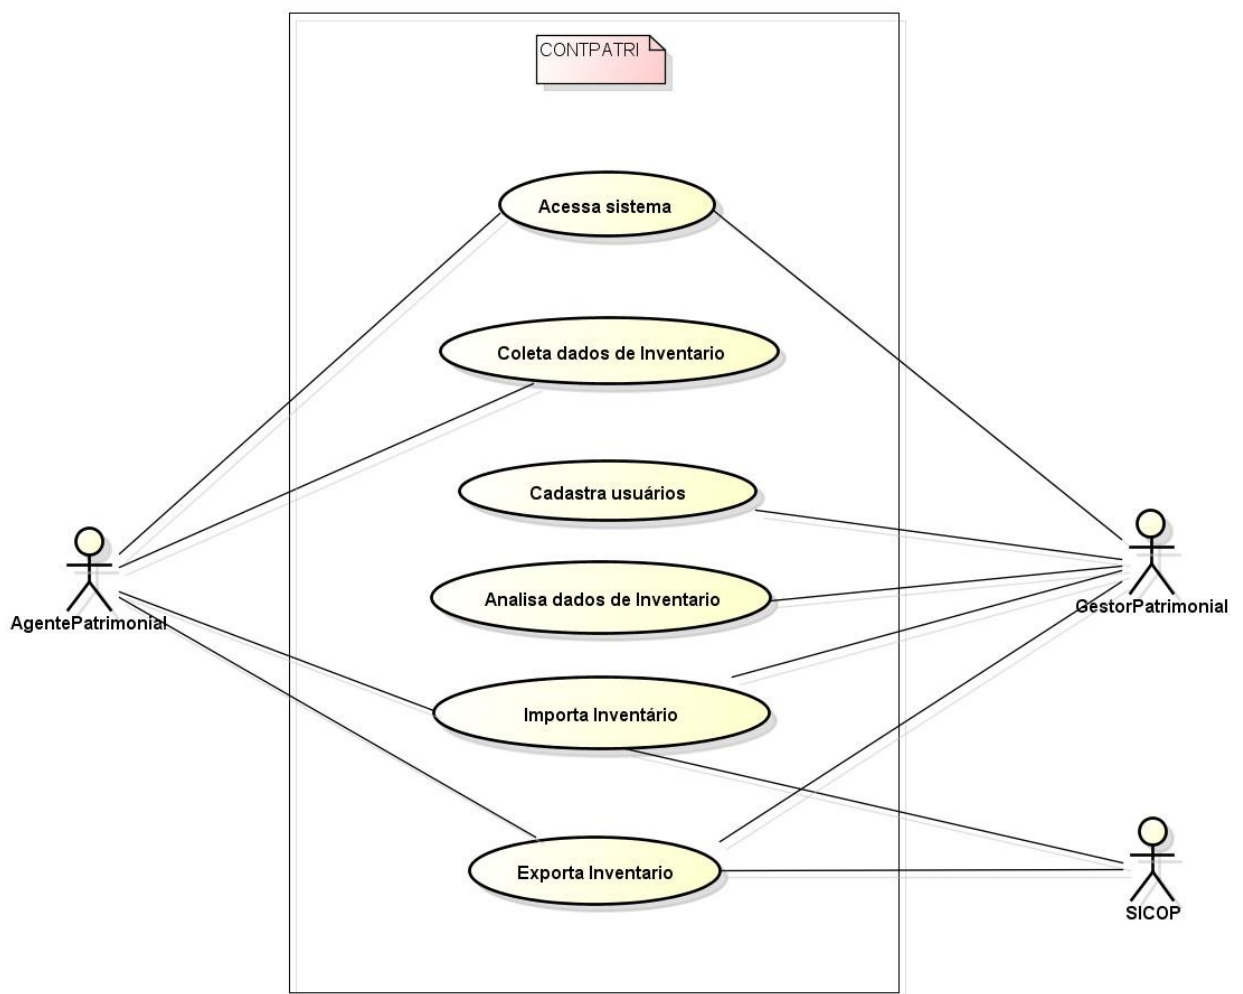 CONTPATRI
Acessa sistema
Coleta dados de Inventario
Cadastra usuários
Analisa dados de Inventario
GestorPatrimonial
AgentePatrimonial
Importa Inventário
Exporta Inventario
SICOP